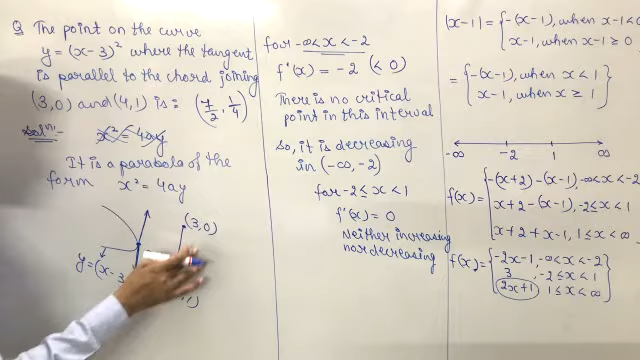 Q The point on the curve
y = (x-3)² where the tangent
is parallel to the chord joining
(3,0) and (4,1) is: (7/2, 1/4)
Solⁿ:- x² = 4ay
It is a parabola of the
form x² = 4ay
(3,0)
y = (x-3
1)
for -∞<x<-2
f'(x) = -2 (<0)
There is no critical
point in this interval
So, it is decreasing
in (-∞, -2)
for -2≤x<1
f'(x) = 0
Neither increasing
nor decreasing
|x-1| = { -(x-1), when x-1<0
x-1, when x-1≥0
= { -(x-1), when x<1
x-1, when x≥1
-∞ -2 1 ∞
f(x) = { -(x+2)-(x-1), -∞<x<-2
x+2-(x-1), -2≤x<1
x+2+x-1, 1≤x<∞
f(x) = { -2x-1, -∞<x<-2
3, -2≤x<1
2x+1, 1≤x<∞